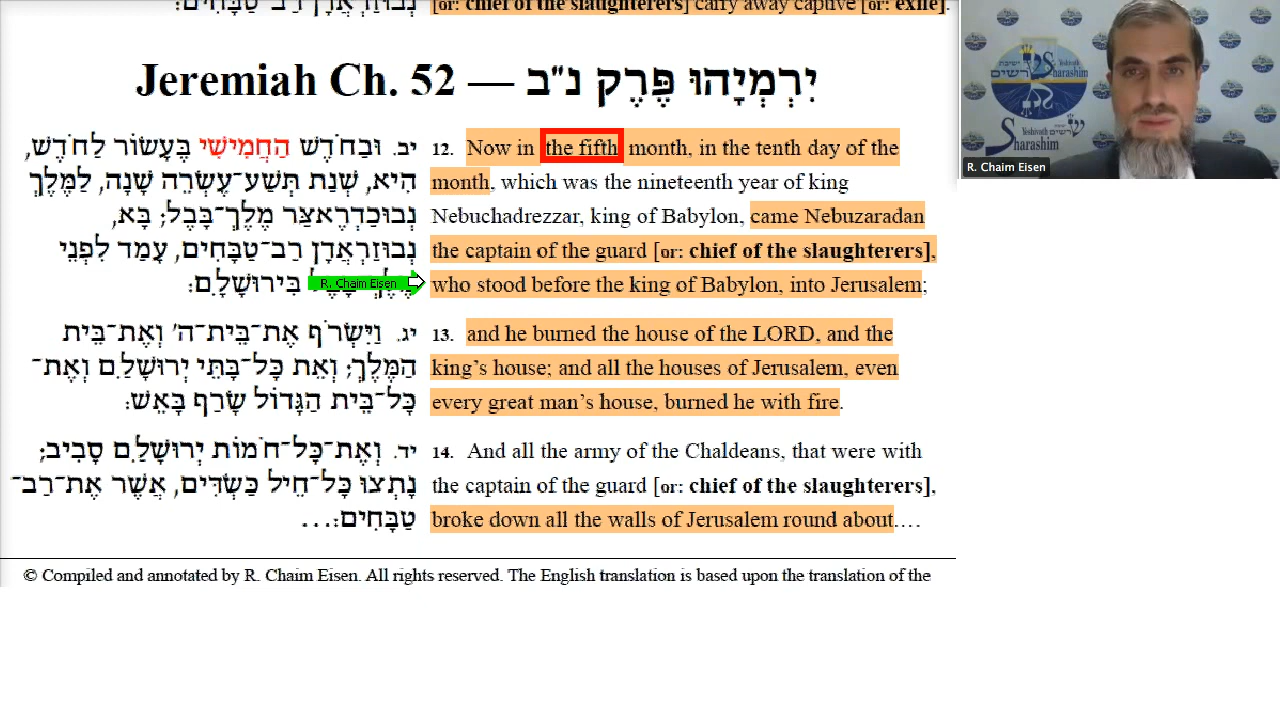 נְבוּזַרְאֲדָן רַב־טַבָּחִים:
[or: chief of the slaughterers] carry away captive [or: exile].
Jeremiah Ch. 52 — יִרְמְיָהוּ פֶּרֶק נ"ב
יב. וּבַחֹדֶשׁ הַחֲמִישִׁי בֶּעָשׂוֹר לַחֹדֶשׁ,
הִיא, שְׁנַת תְּשַׁע־עֶשְׂרֵה שָׁנָה, לַמֶּלֶךְ
נְבוּכַדְרֶאצַּר מֶלֶךְ־בָּבֶל; בָּא,
נְבוּזַרְאֲדָן רַב־טַבָּחִים, עָמַד לִפְנֵי
בִּירוּשָׁלִָם:
12. Now in the fifth month, in the tenth day of the
month, which was the nineteenth year of king
Nebuchadrezzar, king of Babylon, came Nebuzaradan
the captain of the guard [or: chief of the slaughterers],
who stood before the king of Babylon, into Jerusalem;
R. Chaim Eisen
יג. וַיִּשְׂרֹף אֶת־בֵּית־ה' וְאֶת־בֵּית
הַמֶּלֶךְ; וְאֵת כָּל־בָּתֵּי יְרוּשָׁלִַם וְאֶת־
כָּל־בֵּית הַגָּדוֹל שָׂרַף בָּאֵשׁ:
13. and he burned the house of the LORD, and the
king's house; and all the houses of Jerusalem, even
every great man's house, burned he with fire.
יד. וְאֶת־כָּל־חֹמוֹת יְרוּשָׁלִַם סָבִיב;
נָתְצוּ כָּל־חֵיל כַּשְׂדִּים, אֲשֶׁר אֶת־רַב־
טַבָּחִים:...
14. And all the army of the Chaldeans, that were with
the captain of the guard [or: chief of the slaughterers],
broke down all the walls of Jerusalem round about....
© Compiled and annotated by R. Chaim Eisen. All rights reserved. The English translation is based upon the translation of the
ישיבת
שרשים
Sharashim
Yeshivath
Sharashim
R. Chaim Eisen